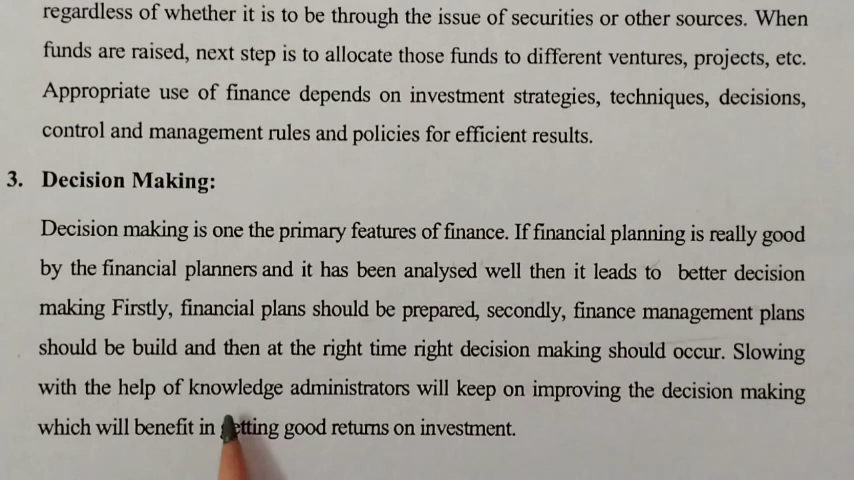 regardless of whether it is to be through the issue of securities or other sources. When
funds are raised, next step is to allocate those funds to different ventures, projects, etc.
Appropriate use of finance depends on investment strategies, techniques, decisions,
control and management rules and policies for efficient results.
3. Decision Making:
Decision making is one the primary features of finance. If financial planning is really good
by the financial planners and it has been analysed well then it leads to better decision
making Firstly, financial plans should be prepared, secondly, finance management plans
should be build and then at the right time right decision making should occur. Slowing
with the help of knowledge administrators will keep on improving the decision making
which will benefit in getting good returns on investment.